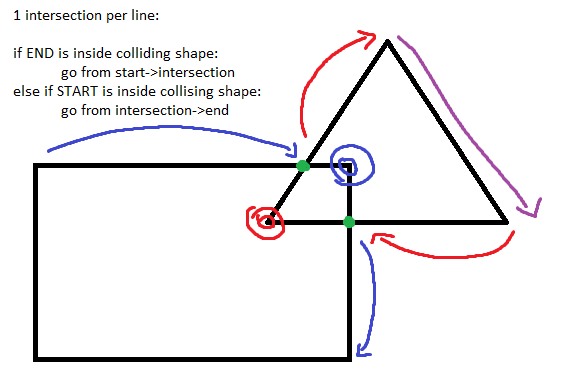 1 intersection per line:
if END is inside colliding shape:
go from start->intersection
else if START is inside collising shape:
go from intersection->end